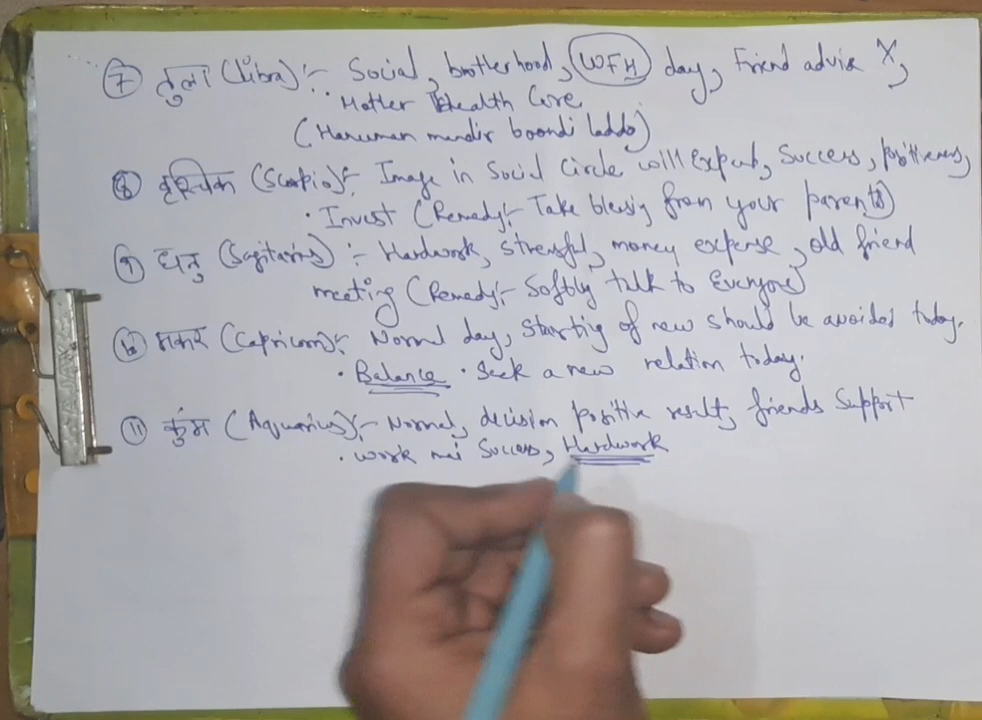 ⑦ तुला (Libra):- Social, brotherhood, WFH day, Friend advice X,
• Mother Health Care
(Hanuman mandir boondi laddo)
⑧ वृश्चिक (Scorpio):- Image in Social Circle will Expand, Success, positiveness,
• Invest (Remedy:- Take blessing from your parents)
⑨ धनु (Sagitarius) :- Hardwork, stressful, money expense, old friend
meeting (Remedy:- Softly talk to Everyone)
⑩ मकर (Capricorn):- Normal day, Starting of new should be avoided today.
• Balance • Seek a new relation today.
⑪ कुंभ (Aquarius):- Normal, decision positive result, friends Support
• work mei Success, Hardwork